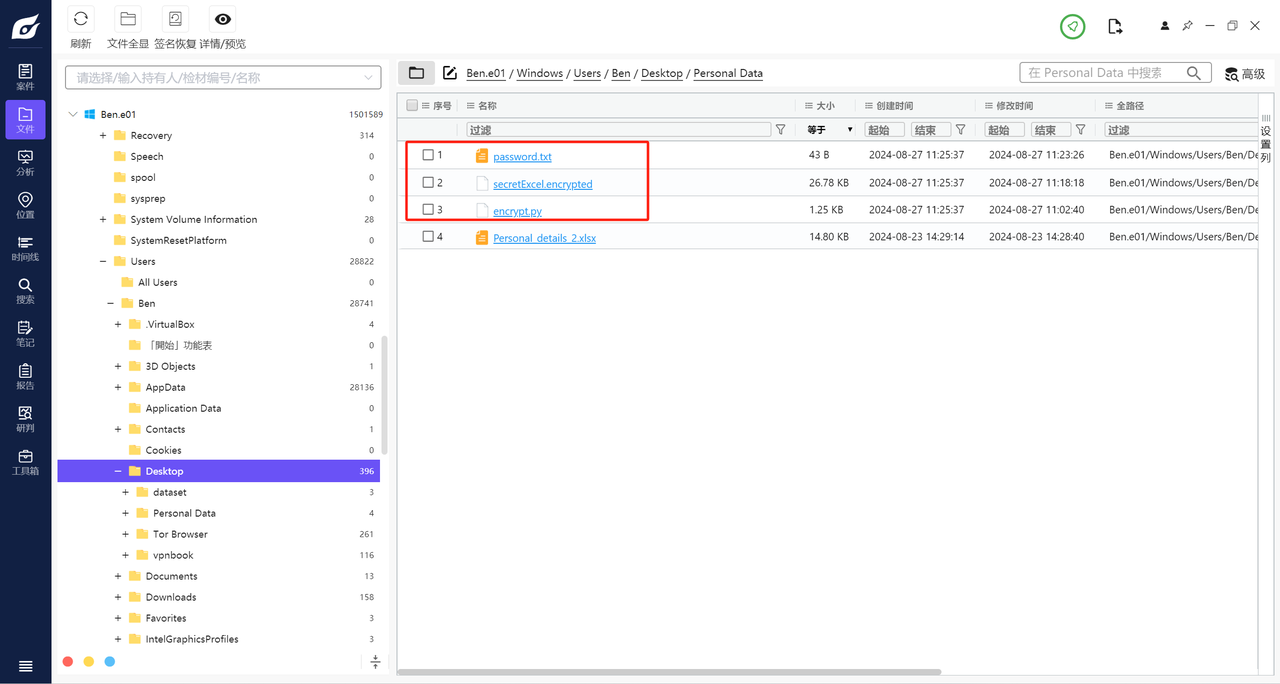 刷新
文件全显
签名恢复
详情/预览
案件
文件
分析
位置
时间线
搜索
笔记
报告
研判
工具箱
请选择/输入持有人/检材编号/名称
Ben.e01 1501589
Recovery 314
Speech 0
spool 0
sysprep 0
System Volume Information 28
SystemResetPlatform 0
Users 28822
All Users 0
Ben 28741
.VirtualBox 4
「開始」功能表 0
3D Objects 1
AppData 28136
Application Data 0
Contacts 1
Cookies 0
Desktop 396
dataset 3
Personal Data 4
Tor Browser 261
vpnbook 116
Documents 13
Downloads 158
Favorites 3
IntelGraphicsProfiles 3
Ben.e01 / Windows / Users / Ben / Desktop / Personal Data
在 Personal Data 中搜索
高级
序号 名称 大小 创建时间 修改时间 全路径
过滤 等于 起始 结束 起始 结束 过滤
1 password.txt 43 B 2024-08-27 11:25:37 2024-08-27 11:23:26 Ben.e01/Windows/Users/Ben/De
2 secretExcel.encrypted 26.78 KB 2024-08-27 11:25:37 2024-08-27 11:18:18 Ben.e01/Windows/Users/Ben/De
3 encrypt.py 1.25 KB 2024-08-27 11:25:37 2024-08-27 11:02:40 Ben.e01/Windows/Users/Ben/De
4 Personal_details_2.xlsx 14.80 KB 2024-08-23 14:29:14 2024-08-23 14:28:40 Ben.e01/Windows/Users/Ben/De
设置列